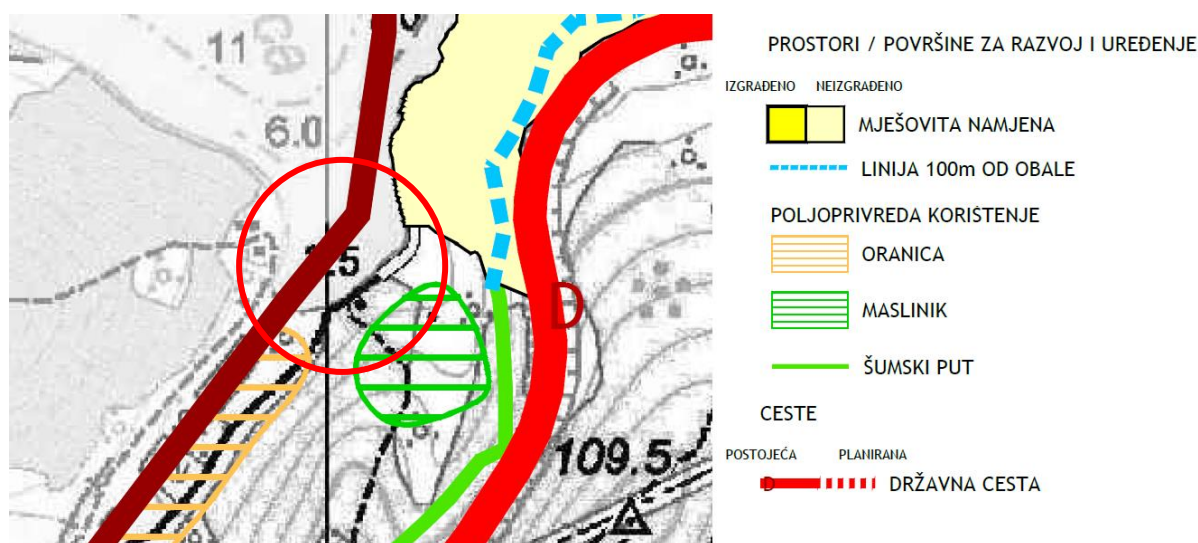 11
6.0
D
109.5
PROSTORI / POVRŠINE ZA RAZVOJ I UREĐENJE
IZGRAĐENO NEIZGRAĐENO
MJEŠOVITA NAMJENA
LINIJA 100m OD OBALE
POLJOPRIVREDA KORIŠTENJE
ORANICA
MASLINIK
ŠUMSKI PUT
CESTE
POSTOJEĆA PLANIRANA
D DRŽAVNA CESTA